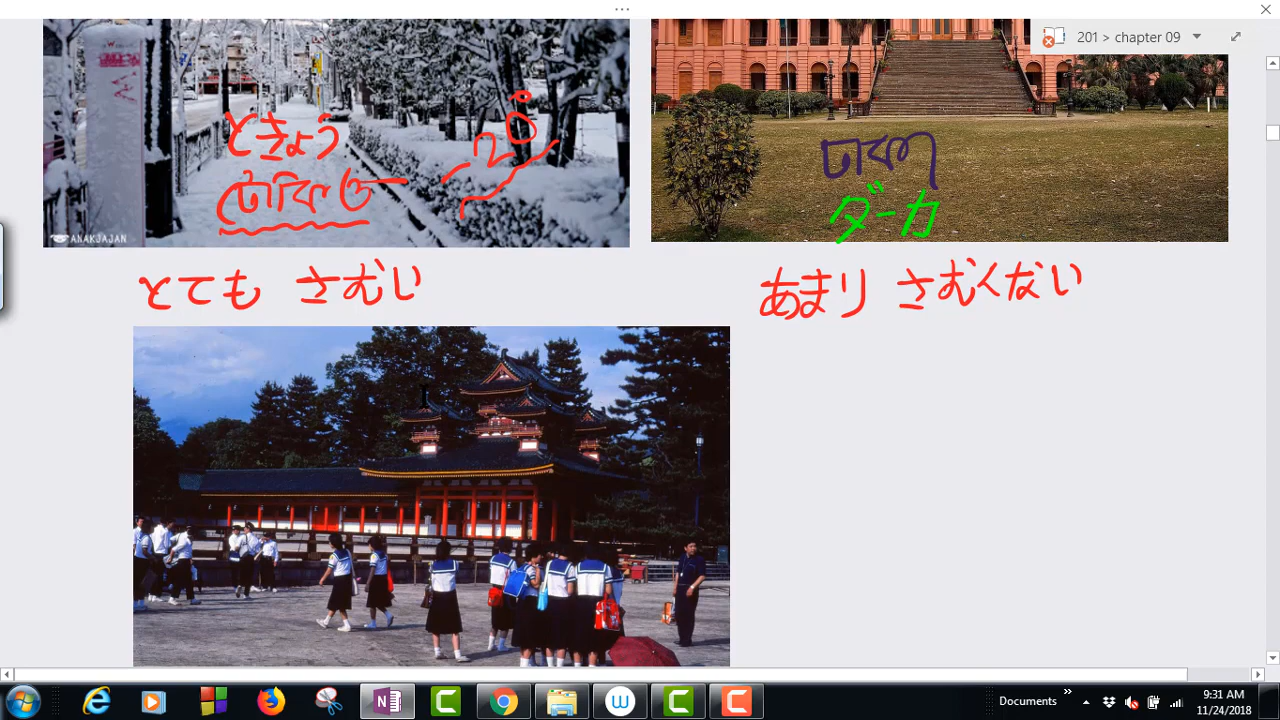 201 > chapter 09
ときょう
টোকিও
-20°
ANAKJAJAN
ঢাকা
ダーカ
とても さむい
あまり さむくない
Documents
9:31 AM
11/24/2018